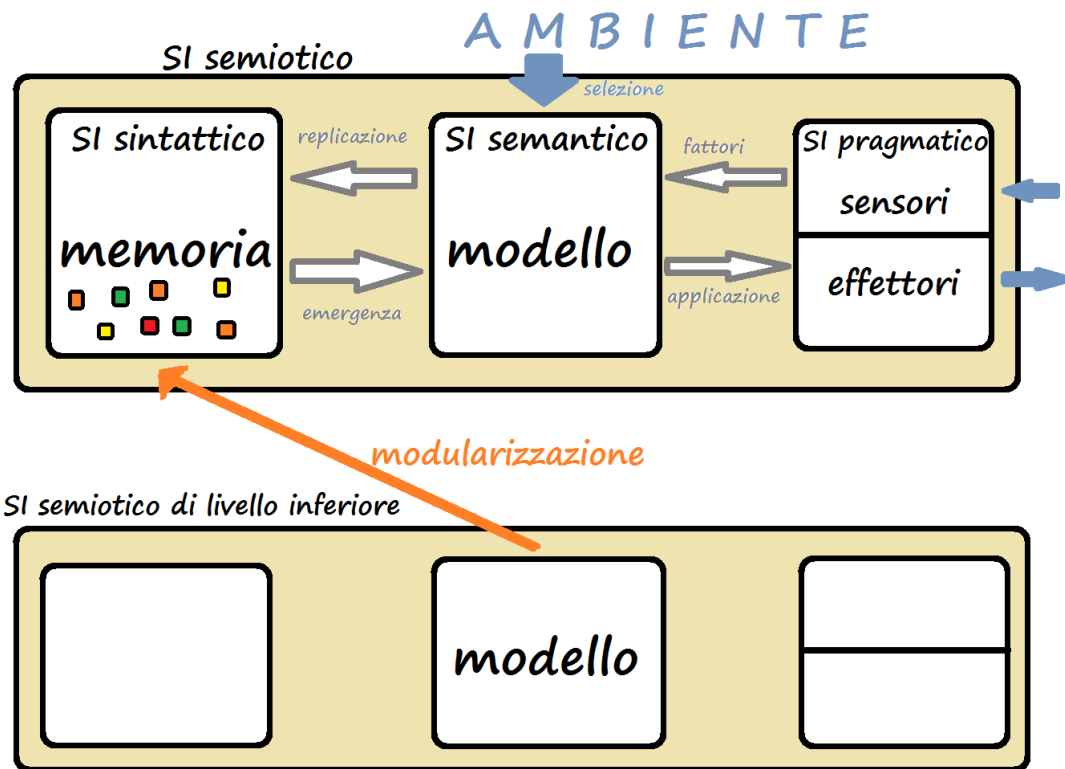 A M B I E N T E
SI semiotico
selezione
SI sintattico
replicazione
SI semantico
fattori
SI pragmatico
sensori
memoria
modello
effettori
emergenza
applicazione
modularizzazione
SI semiotico di livello inferiore
modello